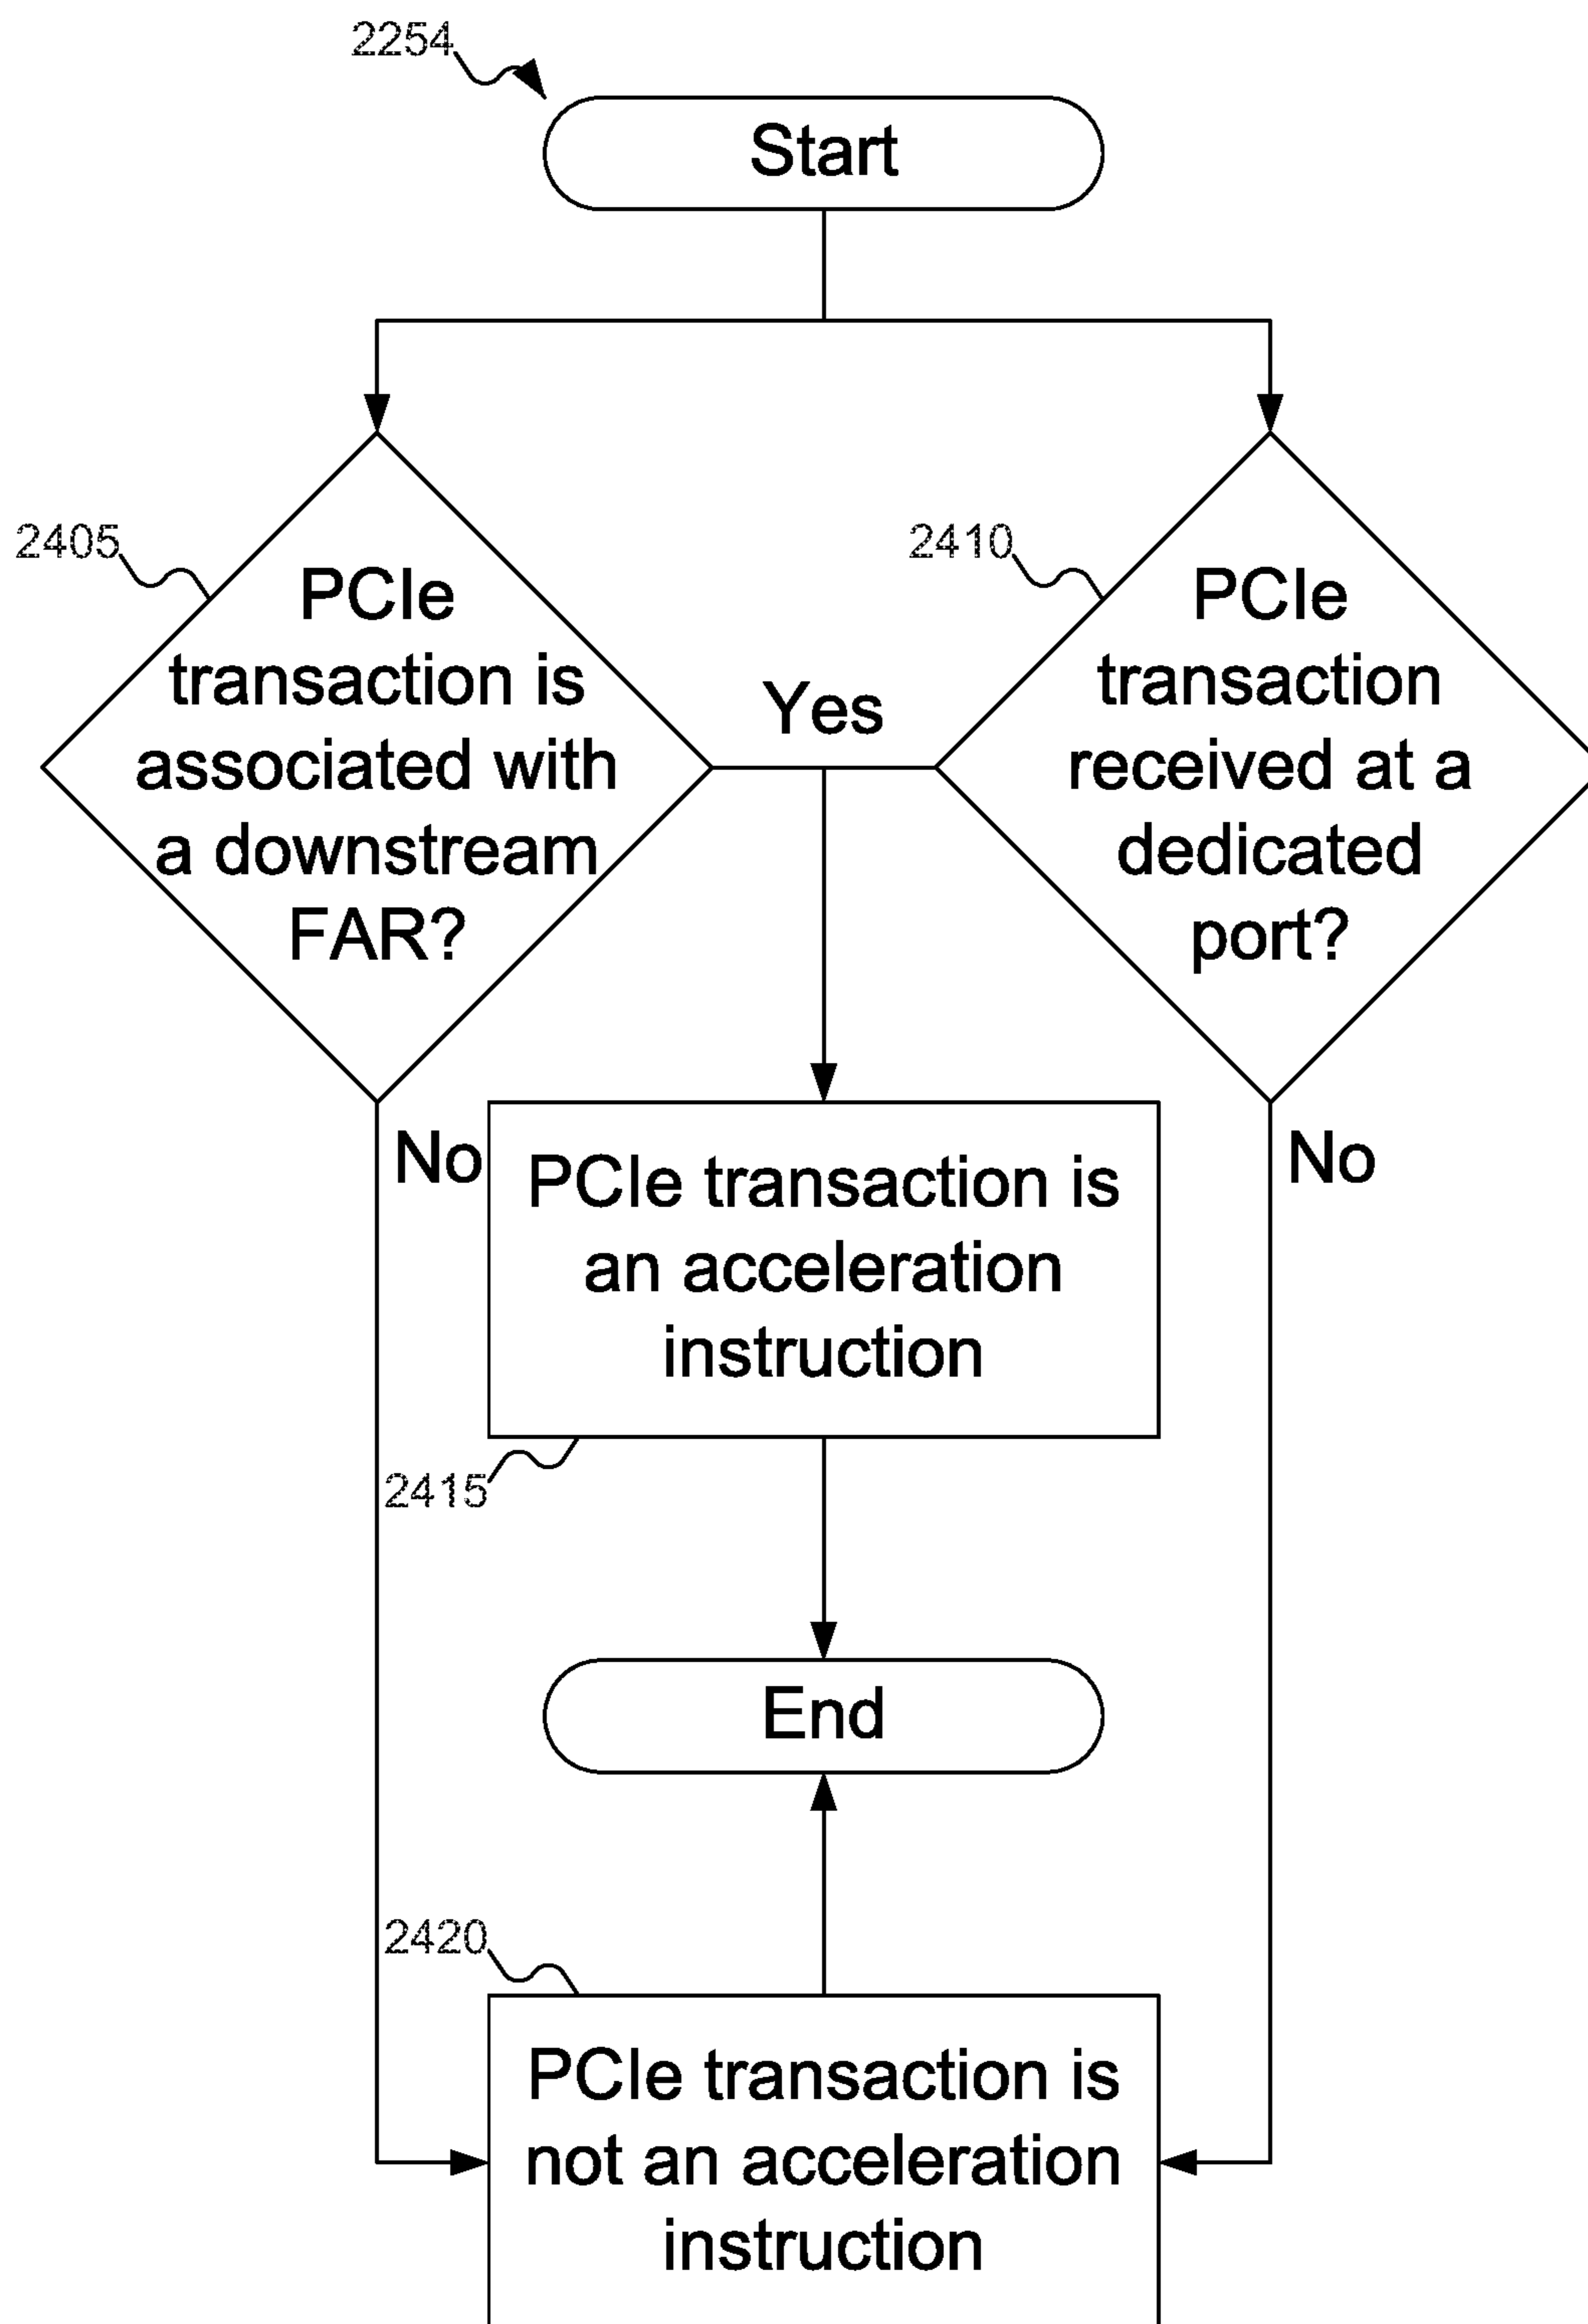 2254
Start
2405
PCIe
transaction is
associated with
a downstream
FAR?
Yes
2410
PCIe
transaction
received at a
dedicated
port?
No
PCIe transaction is
an acceleration
instruction
No
2415
End
2420
PCIe transaction is
not an acceleration
instruction